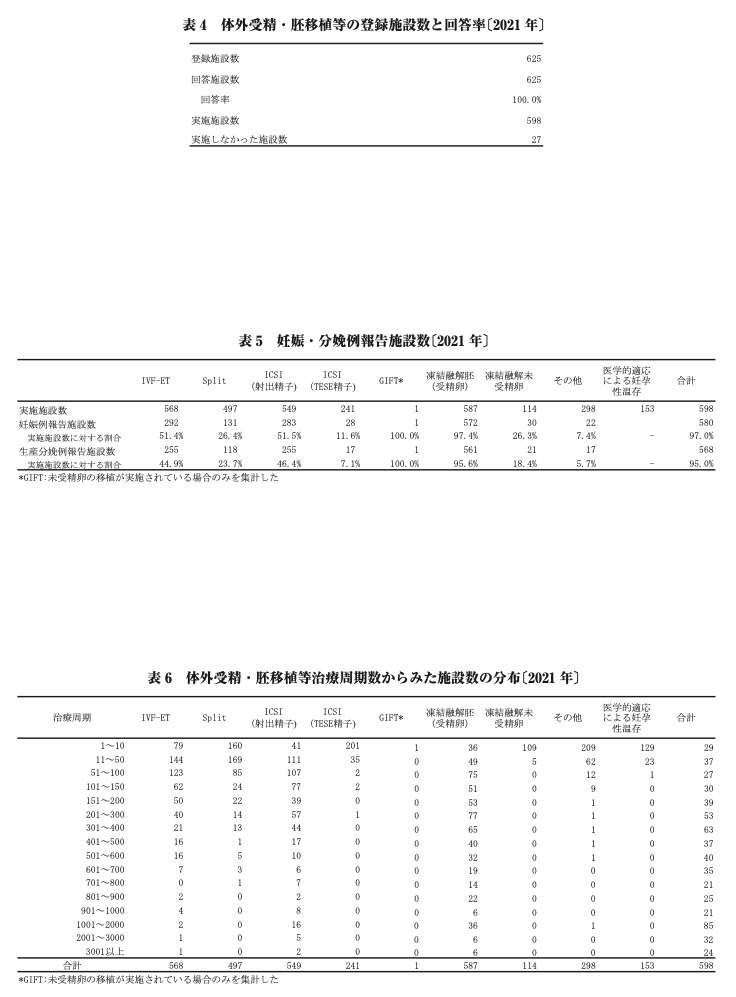 表 4　体外受精・胚移植等の登録施設数と回答率〔2021 年〕
登録施設数 625
回答施設数 625
回答率 100.0%
実施施設数 598
実施しなかった施設数 27
表 5　妊娠・分娩例報告施設数〔2021 年〕
IVF-ET Split ICSI (射出精子) ICSI (TESE精子) GIFT* 凍結融解胚 (受精卵) 凍結融解未受精卵 その他 医学的適応による妊孕性温存 合計
実施施設数 568 497 549 241 1 587 114 298 153 598
妊娠例報告施設数 292 131 283 28 1 572 30 22 580
実施施設数に対する割合 51.4% 26.4% 51.5% 11.6% 100.0% 97.4% 26.3% 7.4% － 97.0%
生産分娩例報告施設数 255 118 255 17 1 561 21 17 568
実施施設数に対する割合 44.9% 23.7% 46.4% 7.1% 100.0% 95.6% 18.4% 5.7% － 95.0%
*GIFT:未受精卵の移植が実施されている場合のみを集計した
表 6　体外受精・胚移植等治療周期数からみた施設数の分布〔2021 年〕
治療周期 IVF-ET Split ICSI (射出精子) ICSI (TESE精子) GIFT* 凍結融解胚 (受精卵) 凍結融解未受精卵 その他 医学的適応による妊孕性温存 合計
1～10 79 160 41 201 1 36 109 209 129 29
11～50 144 169 111 35 0 49 5 62 23 37
51～100 123 85 107 2 0 75 0 12 1 27
101～150 62 24 77 2 0 51 0 9 0 30
151～200 50 22 39 0 0 53 0 1 0 39
201～300 40 14 57 1 0 77 0 1 0 53
301～400 21 13 44 0 0 65 0 1 0 63
401～500 16 1 17 0 0 40 0 1 0 37
501～600 16 5 10 0 0 32 0 1 0 40
601～700 7 3 6 0 0 19 0 0 0 35
701～800 0 1 7 0 0 14 0 0 0 21
801～900 2 0 2 0 0 22 0 0 0 25
901～1000 4 0 8 0 0 6 0 0 0 21
1001～2000 2 0 16 0 0 36 0 1 0 85
2001～3000 1 0 5 0 0 6 0 0 0 32
3001以上 1 0 2 0 0 6 0 0 0 24
合計 568 497 549 241 1 587 114 298 153 598
*GIFT:未受精卵の移植が実施されている場合のみを集計した